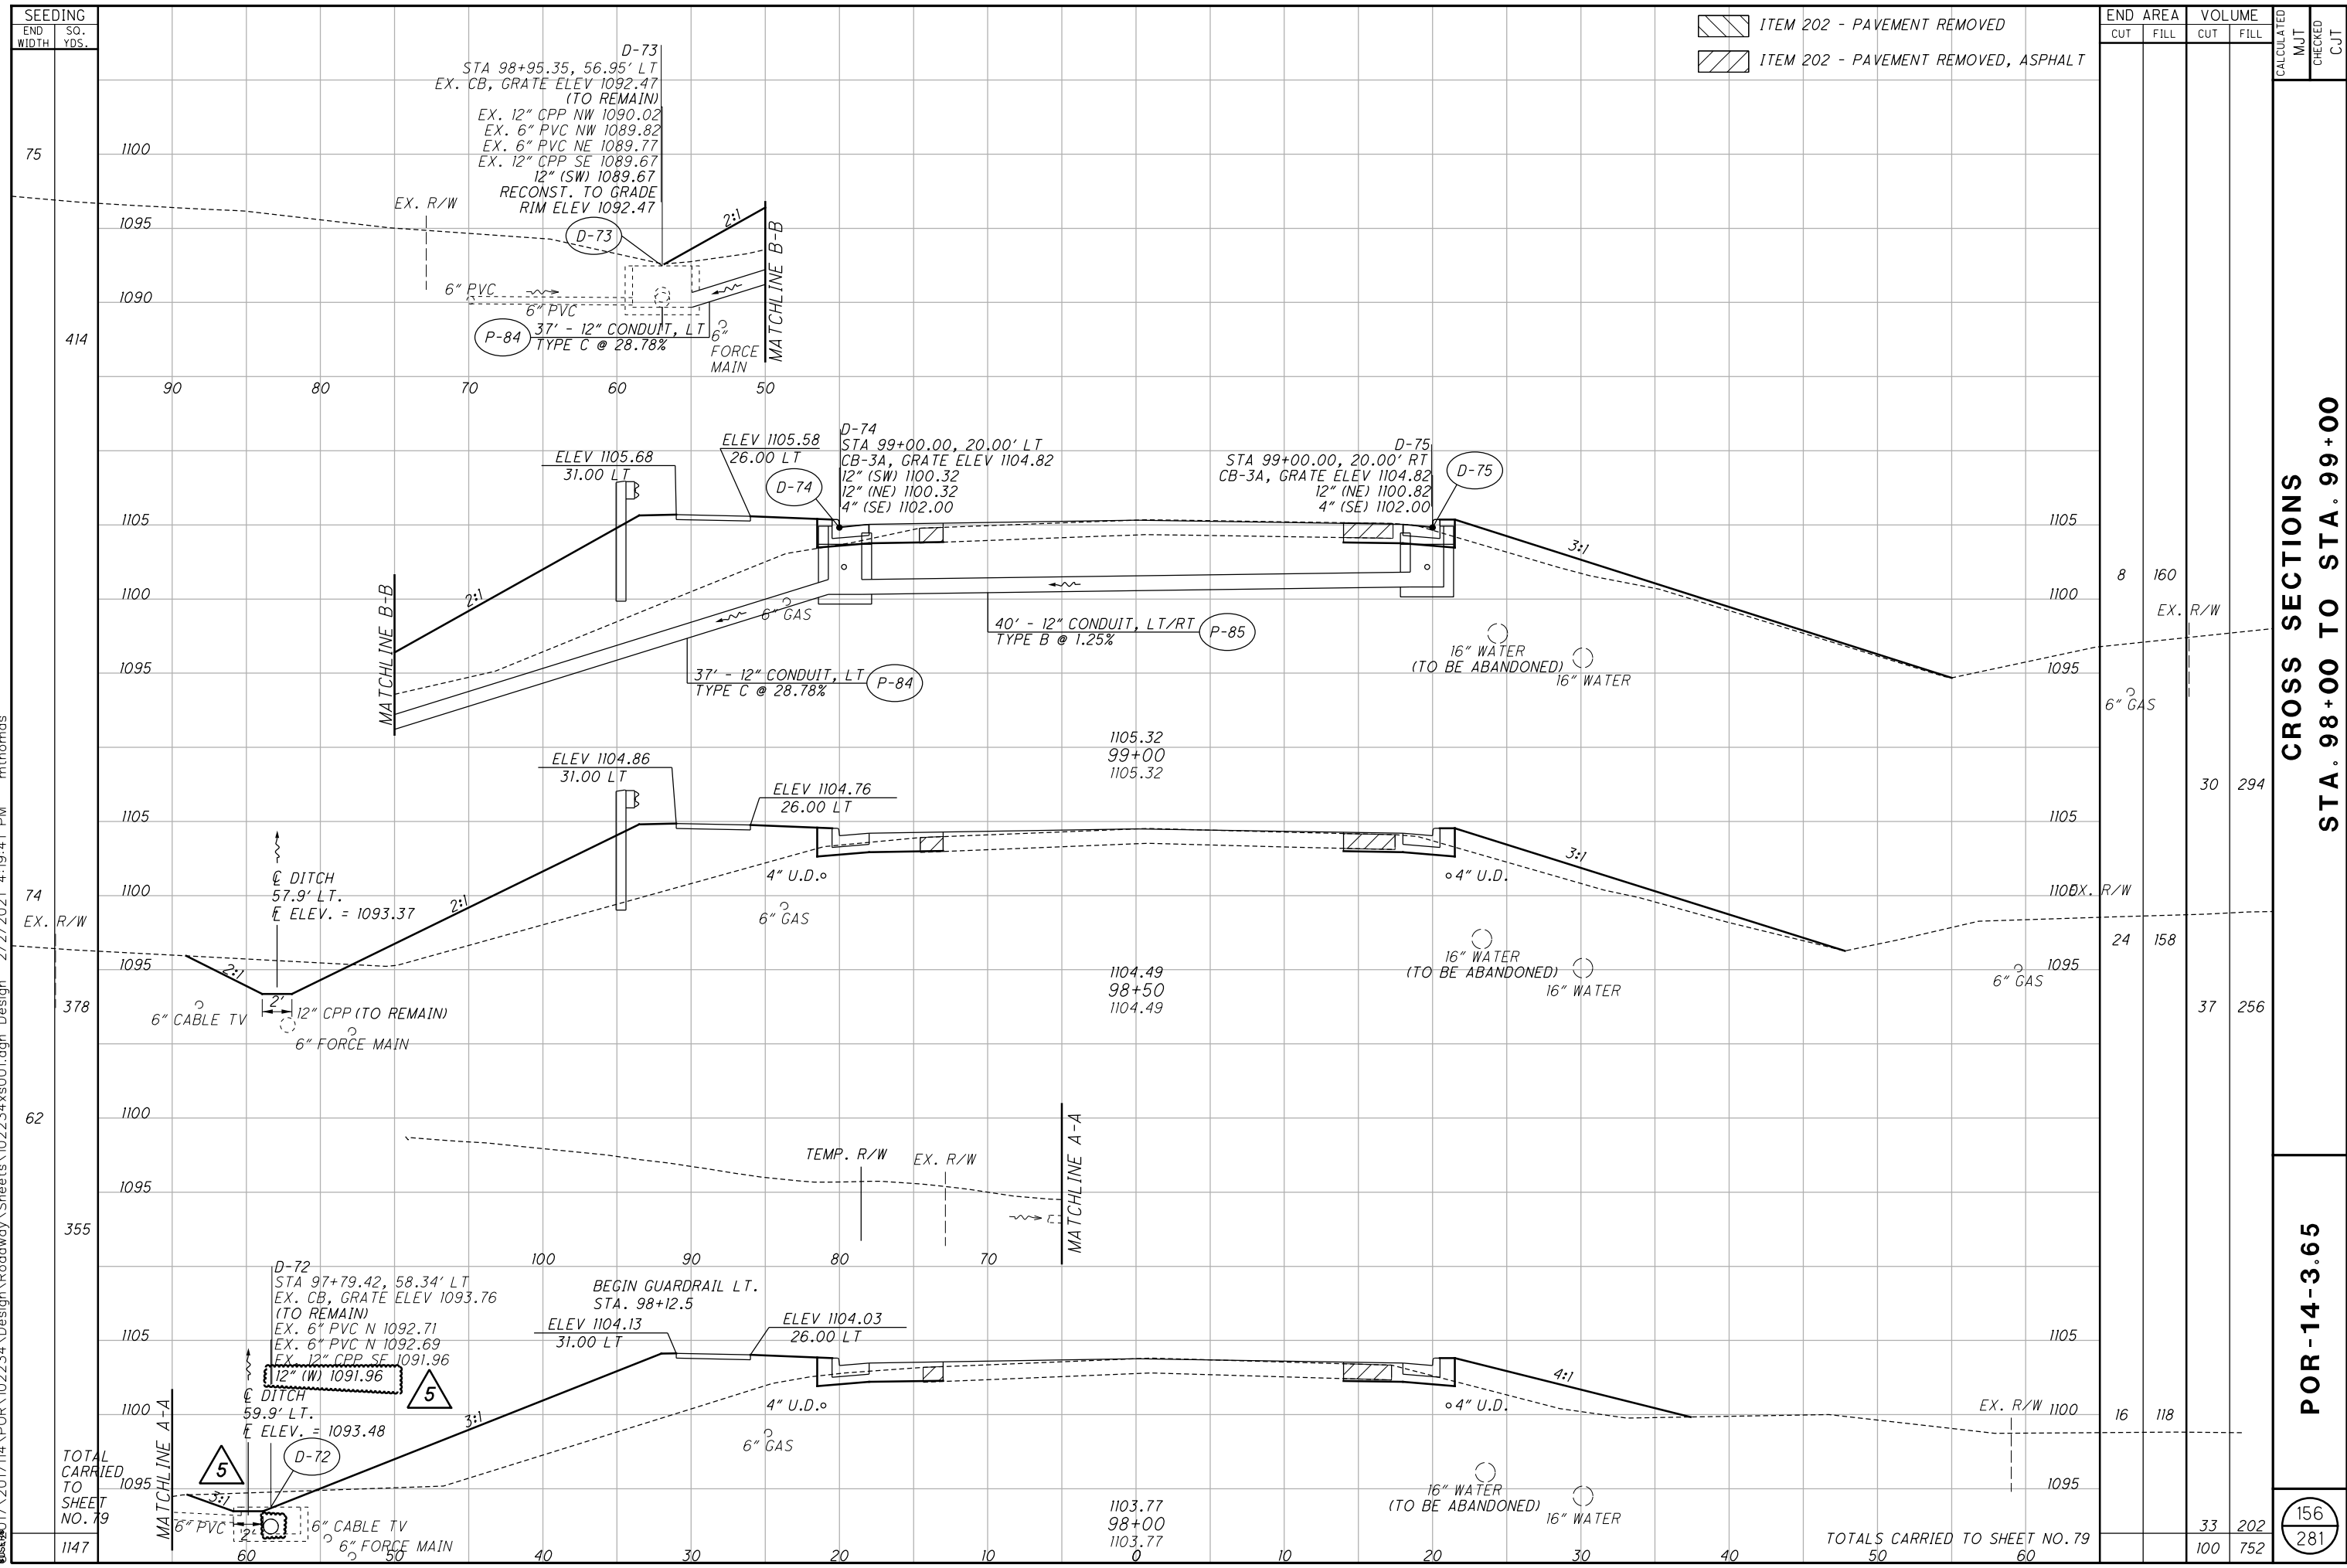 SEEDING
END WIDTH
SQ. YDS.
75
414
74
378
62
355
TOTAL
CARRIED
TO
SHEET
NO.79
1147
ITEM 202 - PAVEMENT REMOVED
ITEM 202 - PAVEMENT REMOVED, ASPHALT
END AREA
VOLUME
CUT FILL CUT FILL
CALCULATED
MJT
CHECKED
CJT
D-73
STA 98+95.35, 56.95' LT
EX. CB, GRATE ELEV 1092.47
(TO REMAIN)
EX. 12" CPP NW 1090.02
EX. 6" PVC NW 1089.82
EX. 6" PVC NE 1089.77
EX. 12" CPP SE 1089.67
12" (SW) 1089.67
RECONST. TO GRADE
RIM ELEV 1092.47
1100
1095
1090
EX. R/W
D-73
2:1
MATCHLINE B-B
6" PVC
6" PVC
P-84
37' - 12" CONDUIT, LT
TYPE C @ 28.78%
6"
FORCE
MAIN
90 80 70 60 50
ELEV 1105.68
31.00 LT
ELEV 1105.58
26.00 LT
D-74
STA 99+00.00, 20.00' LT
CB-3A, GRATE ELEV 1104.82
12" (SW) 1100.32
12" (NE) 1100.32
4" (SE) 1102.00
D-74
D-75
STA 99+00.00, 20.00' RT
CB-3A, GRATE ELEV 1104.82
12" (NE) 1100.82
4" (SE) 1102.00
D-75
1105
1100
1095
1105
1100
1095
MATCHLINE B-B
2:1
3:1
6" GAS
40' - 12" CONDUIT, LT/RT
TYPE B @ 1.25%
P-85
37' - 12" CONDUIT, LT
TYPE C @ 28.78%
P-84
16" WATER
(TO BE ABANDONED)
16" WATER
8 160
EX. R/W
6" GAS
1105.32
99+00
1105.32
30 294
ELEV 1104.86
31.00 LT
ELEV 1104.76
26.00 LT
1105
1100
1095
1105
1100
1095
EX. R/W
EX. R/W
℄ DITCH
57.9' LT.
ELEV. = 1093.37
2:1
2:1
2'
3:1
4" U.D.
4" U.D.
6" GAS
6" CABLE TV
12" CPP (TO REMAIN)
6" FORCE MAIN
16" WATER
(TO BE ABANDONED)
16" WATER
6" GAS
24 158
1104.49
98+50
1104.49
37 256
1100
1095
TEMP. R/W
EX. R/W
MATCHLINE A-A
100 90 80 70
D-72
STA 97+79.42, 58.34' LT
EX. CB, GRATE ELEV 1093.76
(TO REMAIN)
EX. 6" PVC N 1092.71
EX. 6" PVC N 1092.69
EX. 12" CPP SE 1091.96
12" (W) 1091.96
5
BEGIN GUARDRAIL LT.
STA. 98+12.5
ELEV 1104.13
31.00 LT
ELEV 1104.03
26.00 LT
1105
1100
1095
1105
1100
1095
℄ DITCH
59.9' LT.
ELEV. = 1093.48
D-72
5
MATCHLINE A-A
3:1
3:1
4:1
2'
4" U.D.
4" U.D.
6" GAS
6" PVC
6" CABLE TV
6" FORCE MAIN
16" WATER
(TO BE ABANDONED)
16" WATER
EX. R/W
16 118
1103.77
98+00
1103.77
33 202
TOTALS CARRIED TO SHEET NO.79
100 752
60 50 40 30 20 10 0 10 20 30 40 50 60
CROSS SECTIONS
STA. 98+00 TO STA. 99+00
POR-14-3.65
156
281